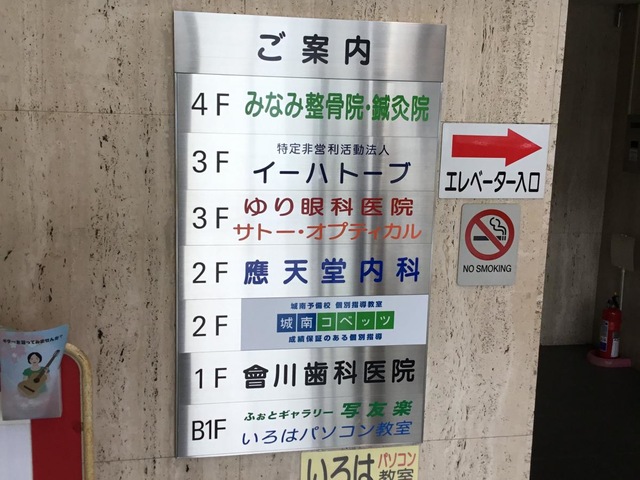 ご案内
4F みなみ整骨院・鍼灸院
3F 特定非営利活動法人
イーハトーブ
3F ゆり眼科医院
サトー・オプティカル
2F 應天堂内科
2F 城南予備校 個別指導教室
城南コベッツ
成績保証のある個別指導
1F 會川歯科医院
B1F ふぉとギャラリー 写友楽
いろはパソコン教室
エレベーター入口
NO SMOKING
いろは パソコン
教室